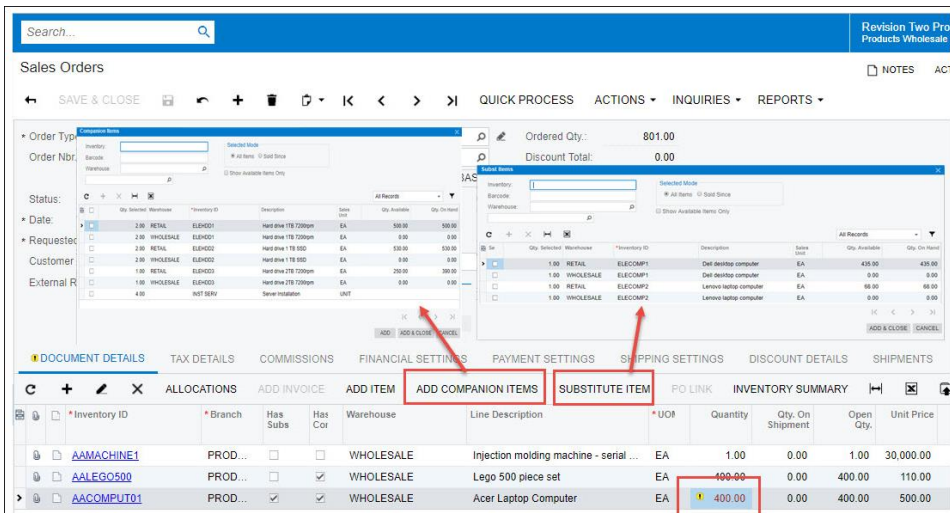 Search...
Revision Two Pro
Products Wholesale
Sales Orders
NOTES ACT
SAVE & CLOSE QUICK PROCESS ACTIONS INQUIRIES REPORTS
* Order Typ
Order Nbr.
Status:
* Date:
* Requested
Customer
External R
Ordered Qty.: 801.00
Discount Total: 0.00
BAS
Companion Items
Inventory:
Barcode:
Warehouse:
Selected Mode
All Items Sold Since
Show Available Items Only
All Records
Qty. Selected Warehouse *Inventory ID Description Sales Unit Qty. Available Qty. On Hand
2.00 RETAIL ELEHDD1 Hard drive 1TB 7200rpm EA 500.00 500.00
2.00 WHOLESALE ELEHDD1 Hard drive 1TB 7200rpm EA 0.00 0.00
2.00 RETAIL ELEHDD2 Hard drive 1 TB SSD EA 530.00 530.00
2.00 WHOLESALE ELEHDD2 Hard drive 1 TB SSD EA 0.00 0.00
1.00 RETAIL ELEHDD3 Hard drive 2TB 7200rpm EA 250.00 390.00
1.00 WHOLESALE ELEHDD3 Hard drive 2TB 7200rpm EA 0.00 0.00
4.00 INST SERV Server Installation UNIT
ADD ADD & CLOSE CANCEL
Subst Items
Inventory:
Barcode:
Warehouse:
Selected Mode
All Items Sold Since
Show Available Items Only
All Records
Se Qty. Selected Warehouse *Inventory ID Description Sales Unit Qty. Available Qty. On Hand
1.00 RETAIL ELECOMP1 Dell desktop computer EA 435.00 435.00
1.00 WHOLESALE ELECOMP1 Dell desktop computer EA 0.00 0.00
1.00 RETAIL ELECOMP2 Lenovo laptop computer EA 66.00 68.00
1.00 WHOLESALE ELECOMP2 Lenovo laptop computer EA 0.00 0.00
ADD & CLOSE CANCEL
DOCUMENT DETAILS TAX DETAILS COMMISSIONS FINANCIAL SETTINGS PAYMENT SETTINGS SHIPPING SETTINGS DISCOUNT DETAILS SHIPMENTS
ALLOCATIONS ADD INVOICE ADD ITEM ADD COMPANION ITEMS SUBSTITUTE ITEM PO LINK INVENTORY SUMMARY
* Inventory ID * Branch Has Subs Has Cor Warehouse Line Description * UOM Quantity Qty. On Shipment Open Qty. Unit Price
AAMACHINE1 PROD... WHOLESALE Injection molding machine - serial ... EA 1.00 0.00 1.00 30,000.00
AALEGO500 PROD... WHOLESALE Lego 500 piece set EA 400.00 0.00 400.00 110.00
AACOMPUT01 PROD... WHOLESALE Acer Laptop Computer EA 400.00 0.00 400.00 500.00